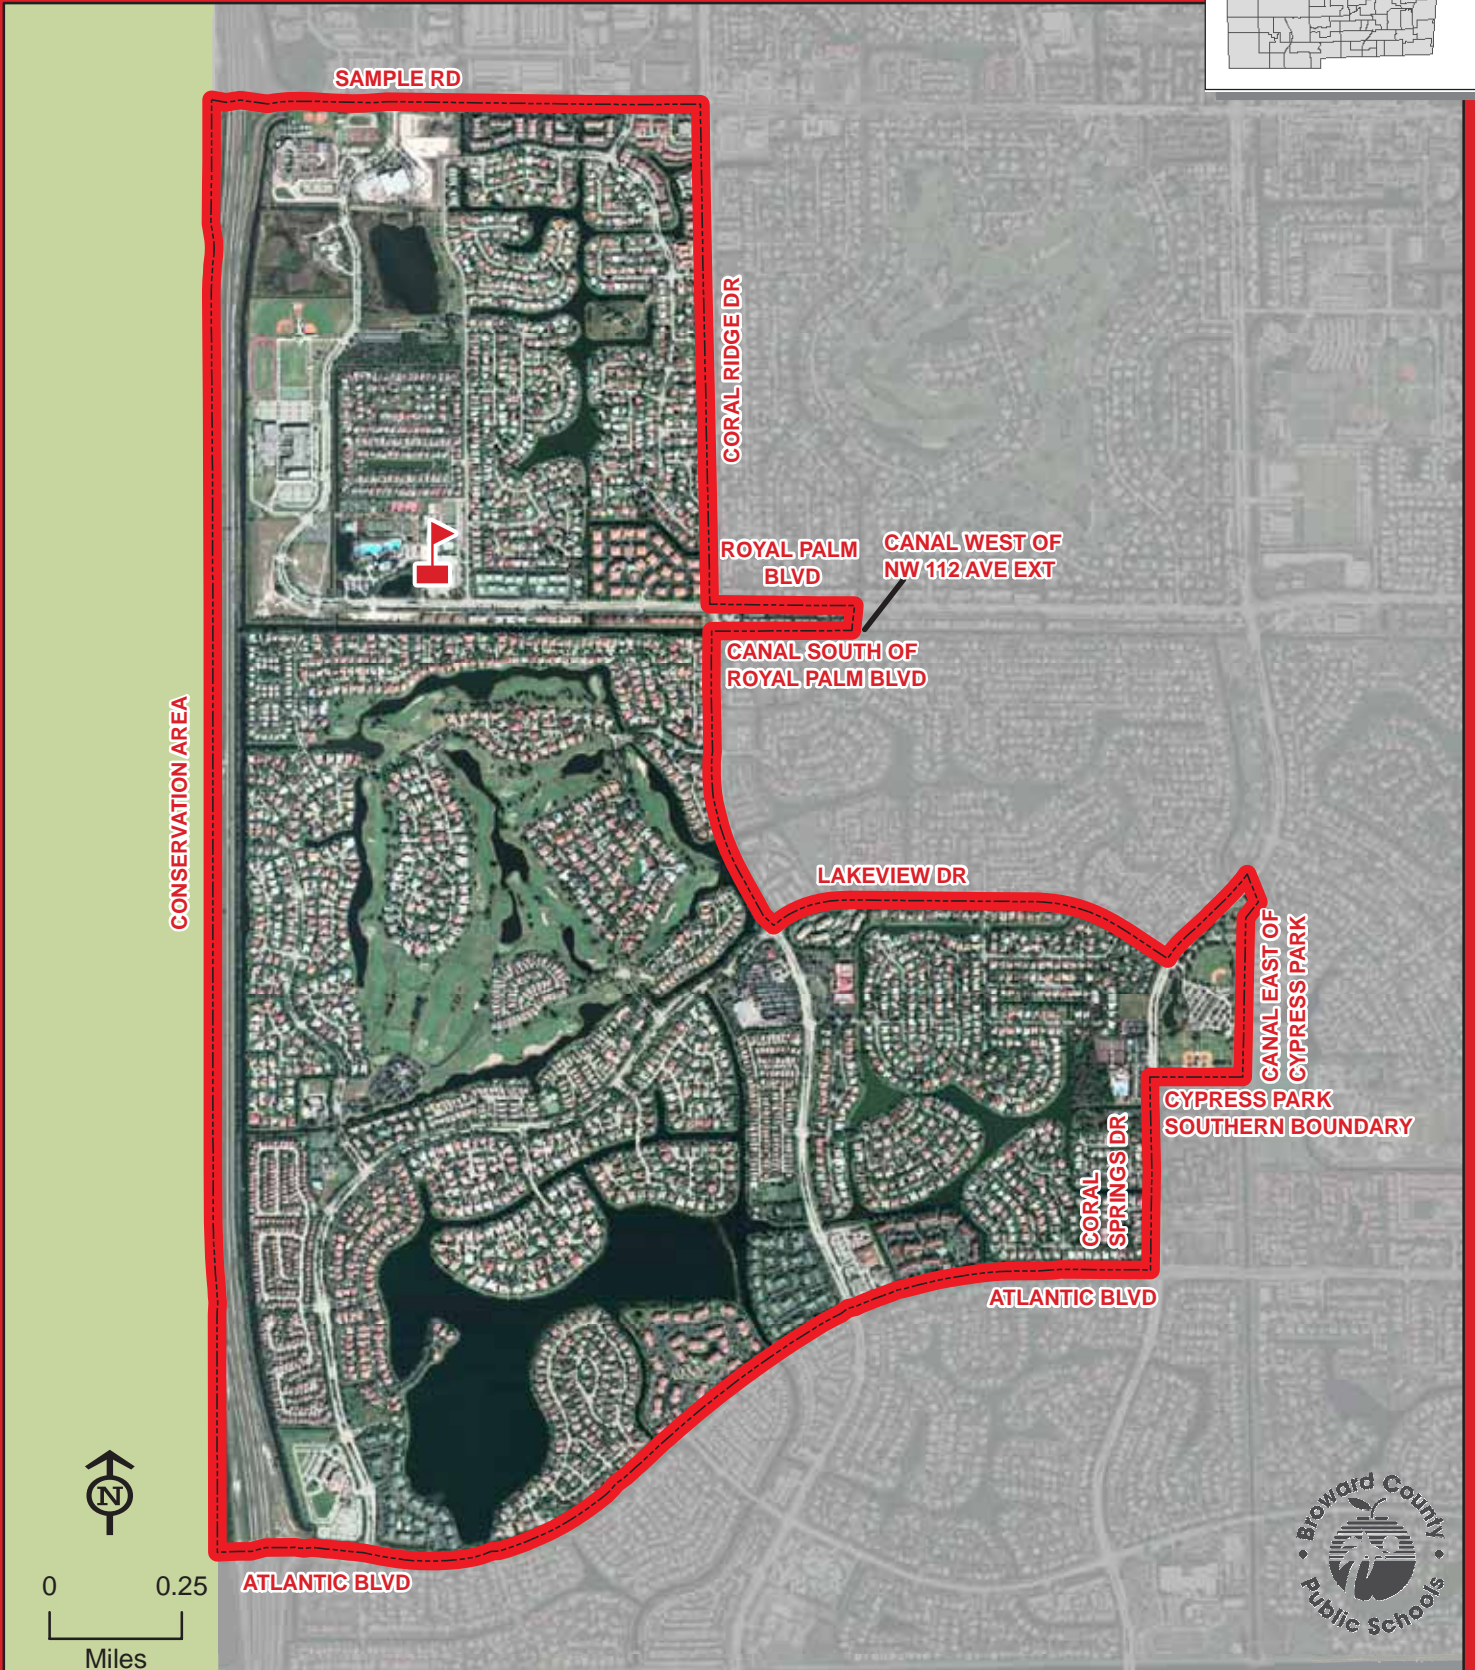 SAMPLE RD
CORAL RIDGE DR
ROYAL PALM
BLVD
CANAL WEST OF
NW 112 AVE EXT
CANAL SOUTH OF
ROYAL PALM BLVD
CONSERVATION AREA
LAKEVIEW DR
CANAL EAST OF
CYPRESS PARK
CYPRESS PARK
SOUTHERN BOUNDARY
CORAL
SPRINGS DR
ATLANTIC BLVD
N
0 0.25
Miles
ATLANTIC BLVD
• Broward County •
Public Schools